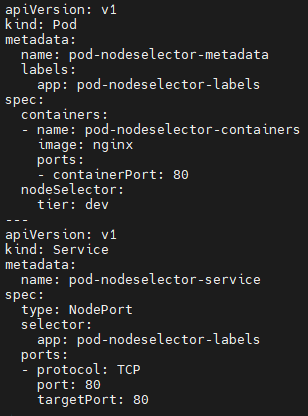 apiVersion: v1
kind: Pod
metadata:
  name: pod-nodeselector-metadata
  labels:
    app: pod-nodeselector-labels
spec:
  containers:
  - name: pod-nodeselector-containers
    image: nginx
    ports:
    - containerPort: 80
  nodeSelector:
    tier: dev
---
apiVersion: v1
kind: Service
metadata:
  name: pod-nodeselector-service
spec:
  type: NodePort
  selector:
    app: pod-nodeselector-labels
  ports:
  - protocol: TCP
    port: 80
    targetPort: 80